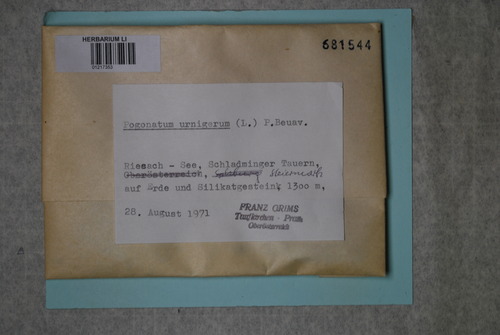 HERBARIUM LI
681544
Pogonatum urnigerum (L.) P.Beauv.
Riesach - See, Schladminger Tauern,
Oberösterreich, Salzburg Steiermark
auf Erde und Silikatgestein, 1300 m,
28. August 1971
FRANZ GRIMS
Taufkirchen - Pram
Oberösterreich